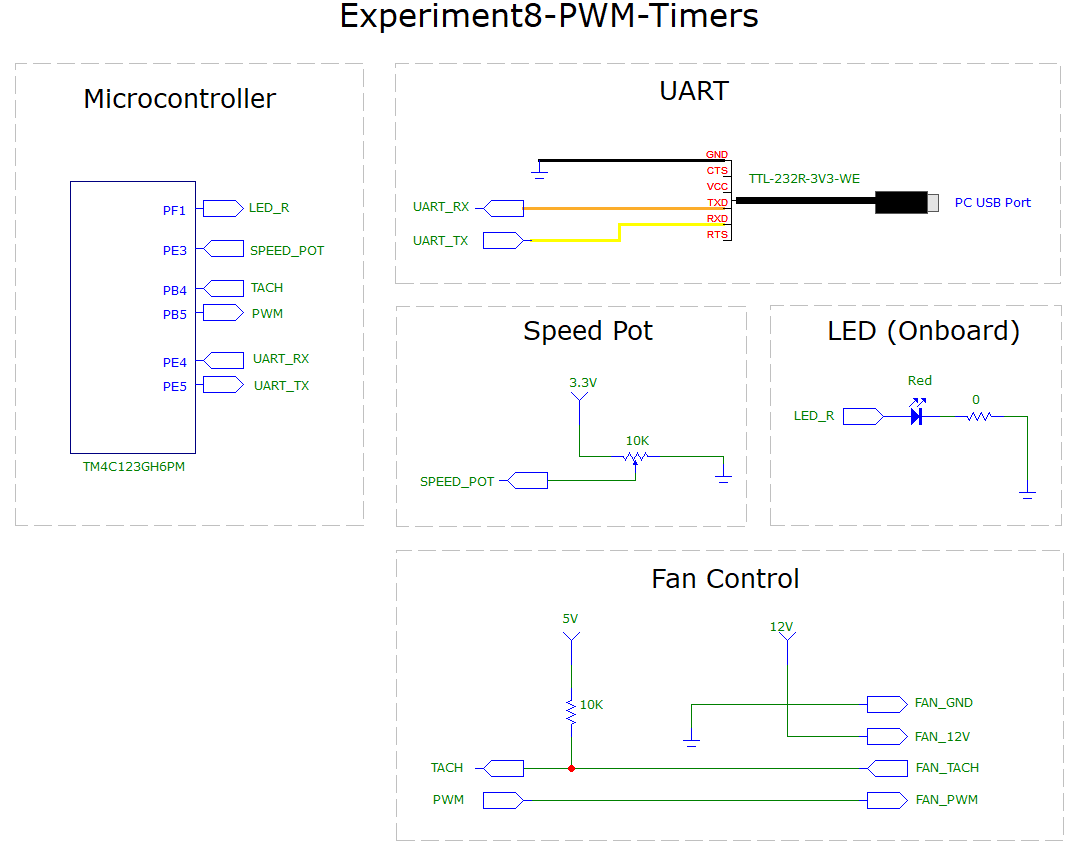 Experiment8-PWM-Timers
Microcontroller
PF1 LED_R
PE3 SPEED_POT
PB4 TACH
PB5 PWM
PE4 UART_RX
PE5 UART_TX
TM4C123GH6PM
UART
GND
CTS
VCC
TXD
RXD
RTS
TTL-232R-3V3-WE
PC USB Port
UART_RX
UART_TX
Speed Pot
3.3V
10K
SPEED_POT
LED (Onboard)
Red
LED_R
0
Fan Control
5V
12V
10K
FAN_GND
FAN_12V
TACH
FAN_TACH
PWM
FAN_PWM